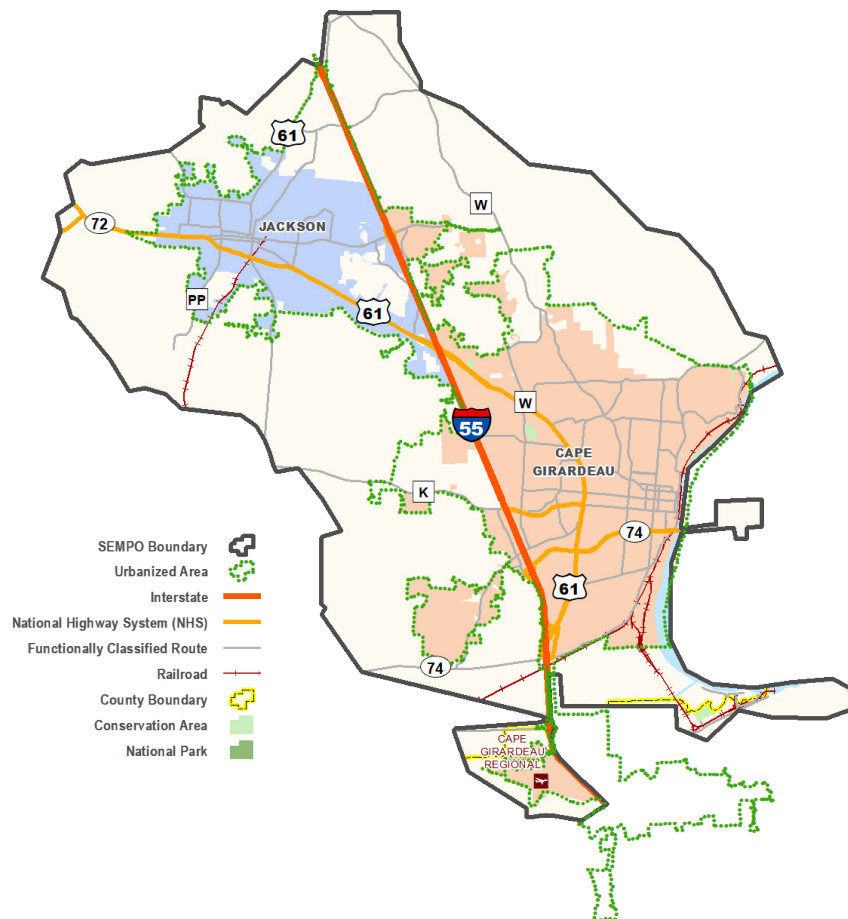 61
W
72
JACKSON
PP
61
W
55
CAPE
GIRARDEAU
K
74
SEMPO Boundary
Urbanized Area
Interstate
National Highway System (NHS)
Functionally Classified Route
Railroad
County Boundary
Conservation Area
National Park
61
74
CAPE
GIRARDEAU
REGIONAL